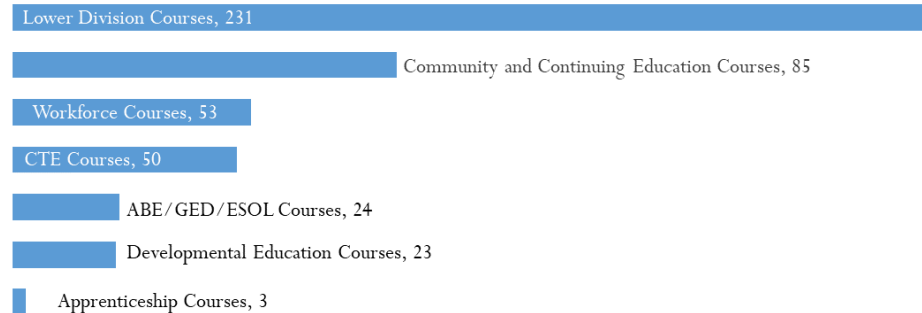 Lower Division Courses, 231
Community and Continuing Education Courses, 85
Workforce Courses, 53
CTE Courses, 50
ABE/GED/ESOL Courses, 24
Developmental Education Courses, 23
Apprenticeship Courses, 3